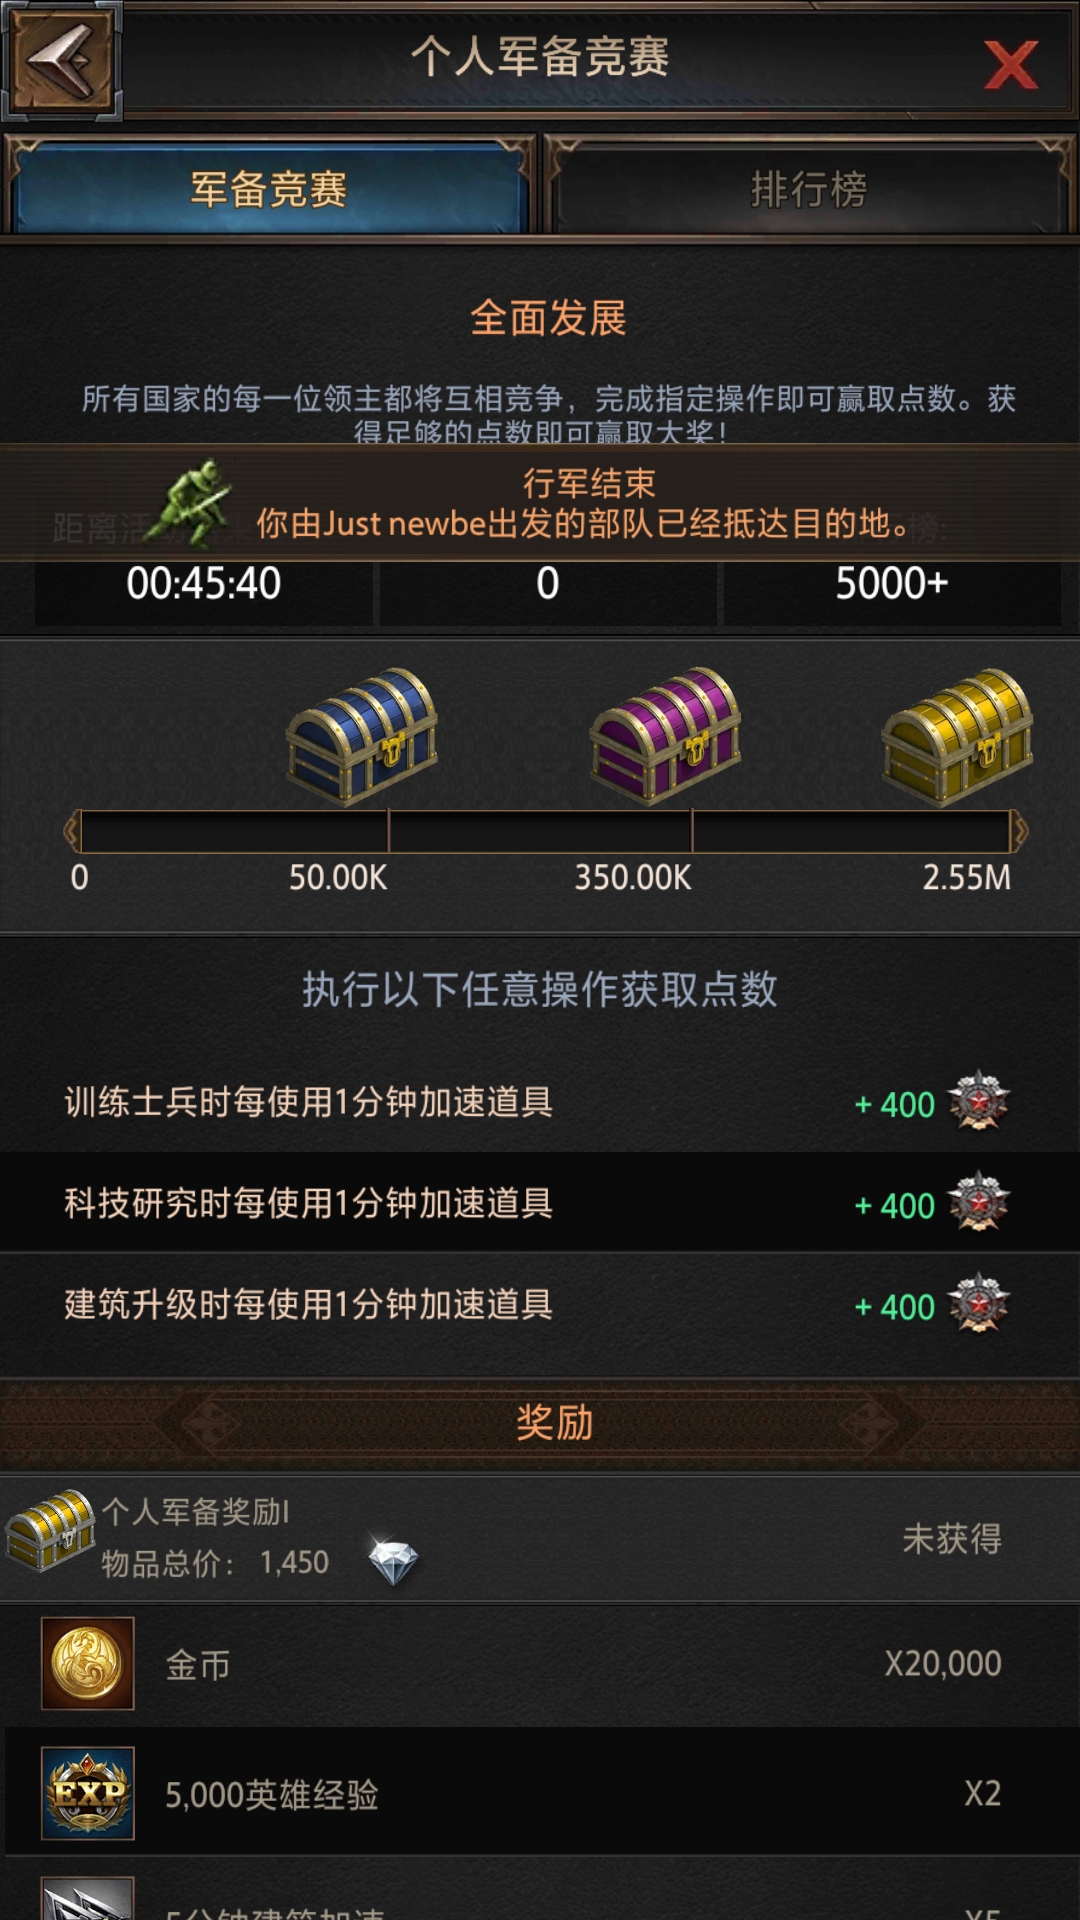 个人军备竞赛
军备竞赛
排行榜
全面发展
所有国家的每一位领主都将互相竞争，完成指定操作即可赢取点数。获
得足够的点数即可赢取大奖！
行军结束
你由Just newbe出发的部队已经抵达目的地。
00:45:40
0
5000+
0
50.00K
350.00K
2.55M
执行以下任意操作获取点数
训练士兵时每使用1分钟加速道具
+ 400
科技研究时每使用1分钟加速道具
+ 400
建筑升级时每使用1分钟加速道具
+ 400
奖励
个人军备奖励I
物品总价： 1,450
未获得
金币
X20,000
EXP
5,000英雄经验
X2
5分钟建筑加速
X5